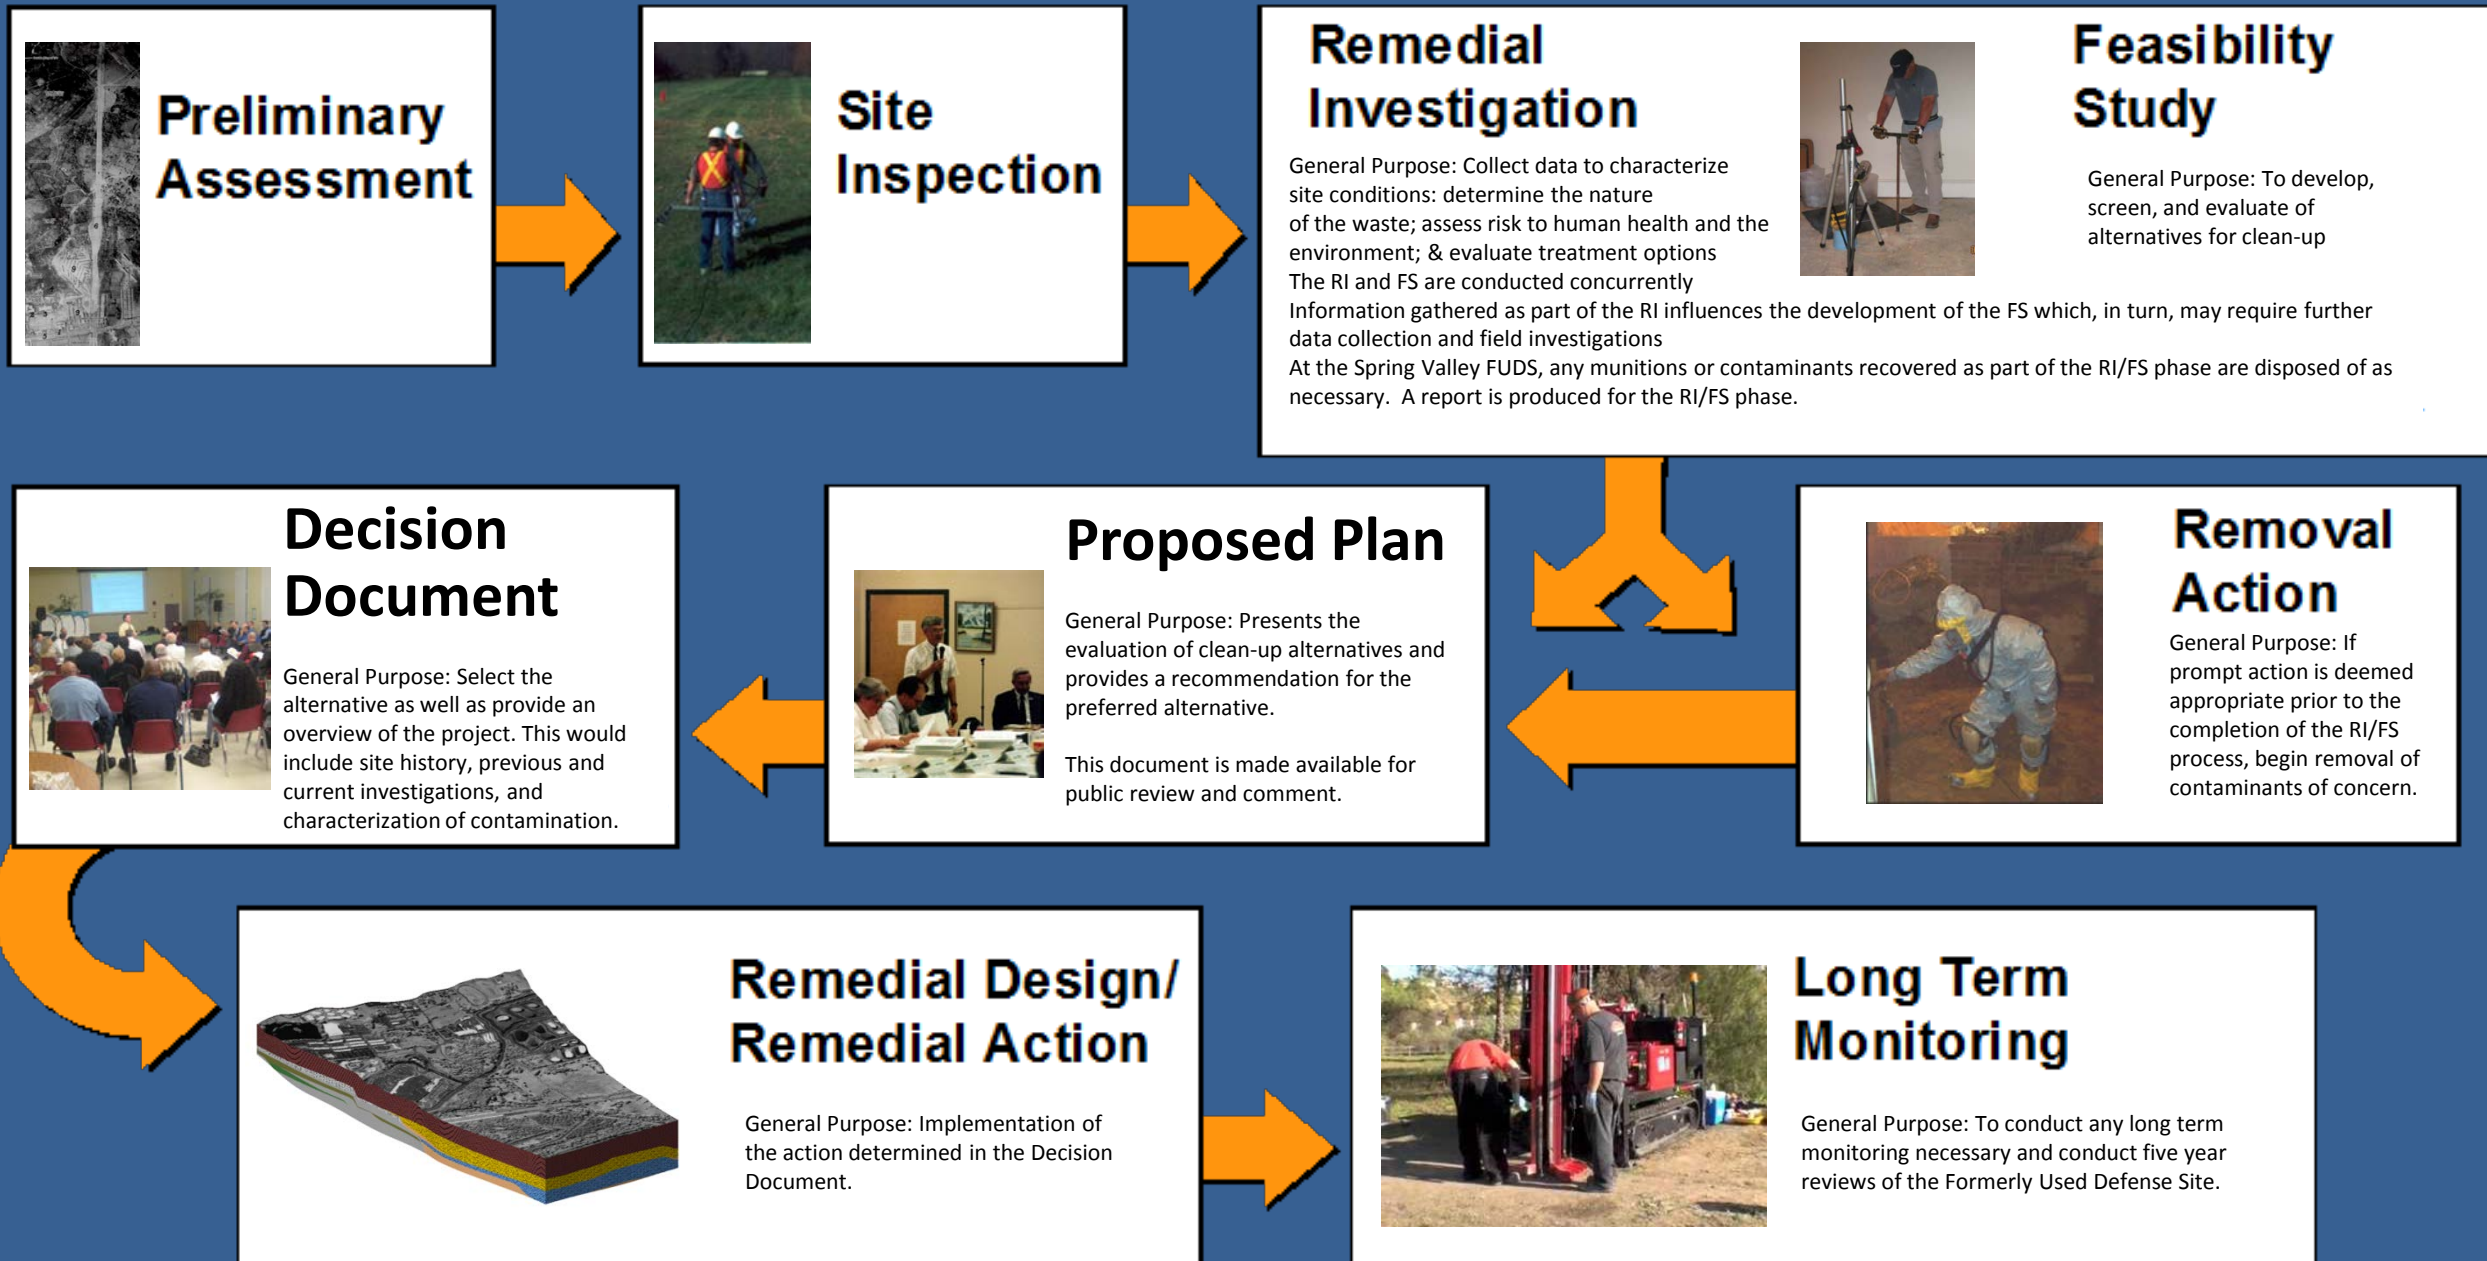 Preliminary
Assessment
Site
Inspection
Remedial
Investigation
General Purpose: Collect data to characterize
site conditions: determine the nature
of the waste; assess risk to human health and the
environment; & evaluate treatment options
The RI and FS are conducted concurrently
Information gathered as part of the RI influences the development of the FS which, in turn, may require further
data collection and field investigations
At the Spring Valley FUDS, any munitions or contaminants recovered as part of the RI/FS phase are disposed of as
necessary.  A report is produced for the RI/FS phase.
Feasibility
Study
General Purpose: To develop,
screen, and evaluate of
alternatives for clean-up
Removal
Action
General Purpose: If
prompt action is deemed
appropriate prior to the
completion of the RI/FS
process, begin removal of
contaminants of concern.
Proposed Plan
General Purpose: Presents the
evaluation of clean-up alternatives and
provides a recommendation for the
preferred alternative.
This document is made available for
public review and comment.
Decision
Document
General Purpose: Select the
alternative as well as provide an
overview of the project. This would
include site history, previous and
current investigations, and
characterization of contamination.
Remedial Design/
Remedial Action
General Purpose: Implementation of
the action determined in the Decision
Document.
Long Term
Monitoring
General Purpose: To conduct any long term
monitoring necessary and conduct five year
reviews of the Formerly Used Defense Site.